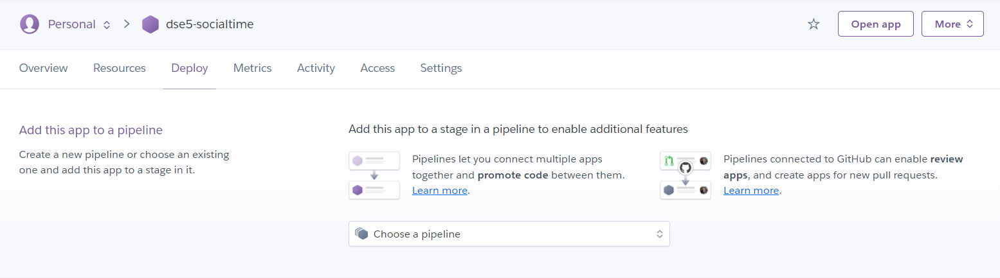 Personal
dse5-socialtime
Open app
More
Overview
Resources
Deploy
Metrics
Activity
Access
Settings
Add this app to a pipeline
Create a new pipeline or choose an existing
one and add this app to a stage in it.
Add this app to a stage in a pipeline to enable additional features
Pipelines let you connect multiple apps
together and promote code between them.
Learn more.
Pipelines connected to GitHub can enable review
apps, and create apps for new pull requests.
Learn more.
Choose a pipeline